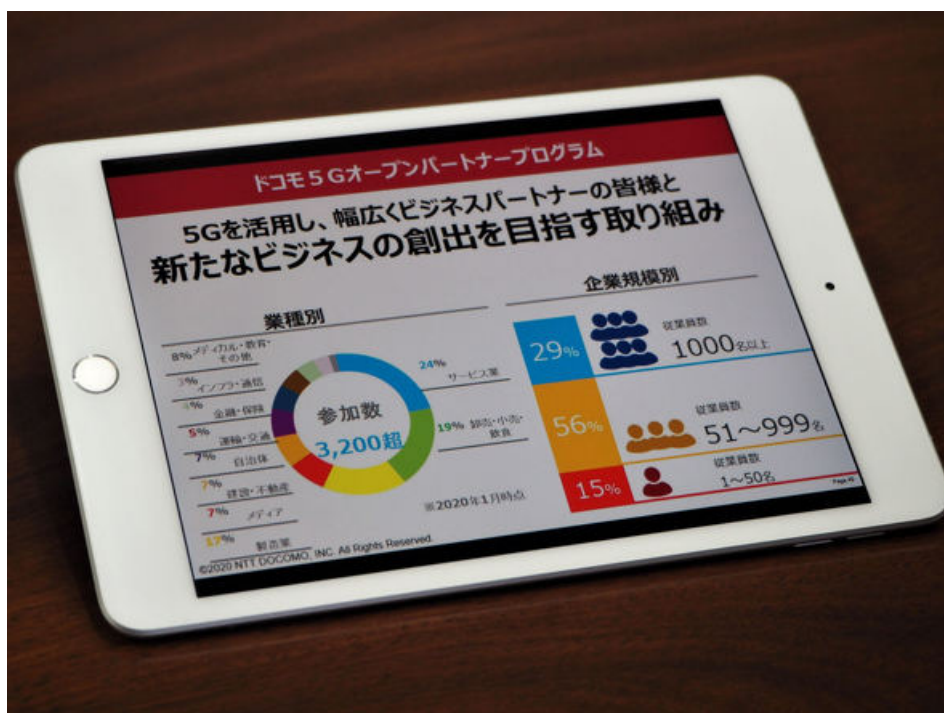 ドコモ5Gオープンパートナープログラム
5Gを活用し、幅広くビジネスパートナーの皆様と
新たなビジネスの創出を目指す取り組み
業種別
8% メディカル・教育・
その他
3% インフラ・通信
4% 金融・保険
5% 運輸・交通
7% 自治体
7% 建設・不動産
7% メディア
17% 製造業
参加数
3,200超
24%
サービス業
19% 卸売・小売・
飲食
※2020年1月時点
企業規模別
29%
従業員数
1000名以上
56%
従業員数
51〜999名
15%
従業員数
1〜50名
©2020 NTT DOCOMO, INC. All Rights Reserved.